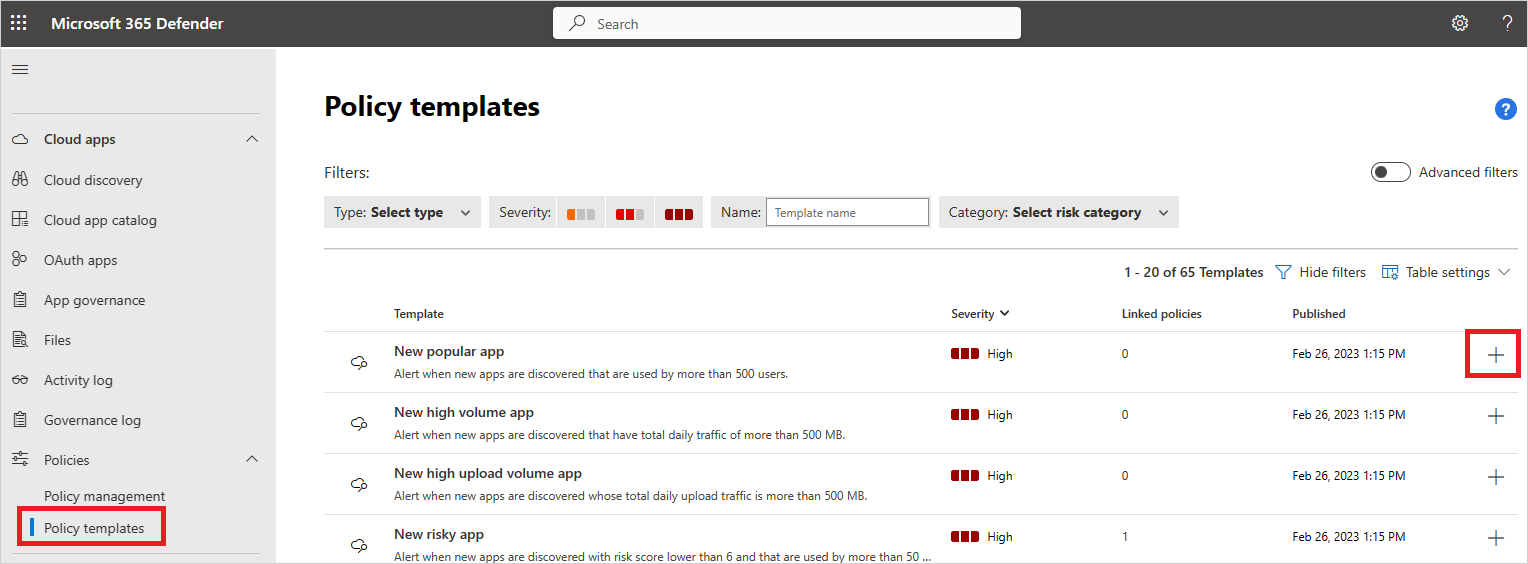 Microsoft 365 Defender
Search
?
Cloud apps
Cloud discovery
Cloud app catalog
OAuth apps
App governance
Files
Activity log
Governance log
Policies
Policy management
Policy templates
Policy templates
?
Filters:
Advanced filters
Type: Select type
Severity:
Name: Template name
Category: Select risk category
1 - 20 of 65 Templates
Hide filters
Table settings
Template Severity Linked policies Published
New popular app High 0 Feb 26, 2023 1:15 PM
Alert when new apps are discovered that are used by more than 500 users.
New high volume app High 0 Feb 26, 2023 1:15 PM
Alert when new apps are discovered that have total daily traffic of more than 500 MB.
New high upload volume app High 0 Feb 26, 2023 1:15 PM
Alert when new apps are discovered whose total daily upload traffic is more than 500 MB.
New risky app High 1 Feb 26, 2023 1:15 PM
Alert when new apps are discovered with risk score lower than 6 and that are used by more than 50 ...